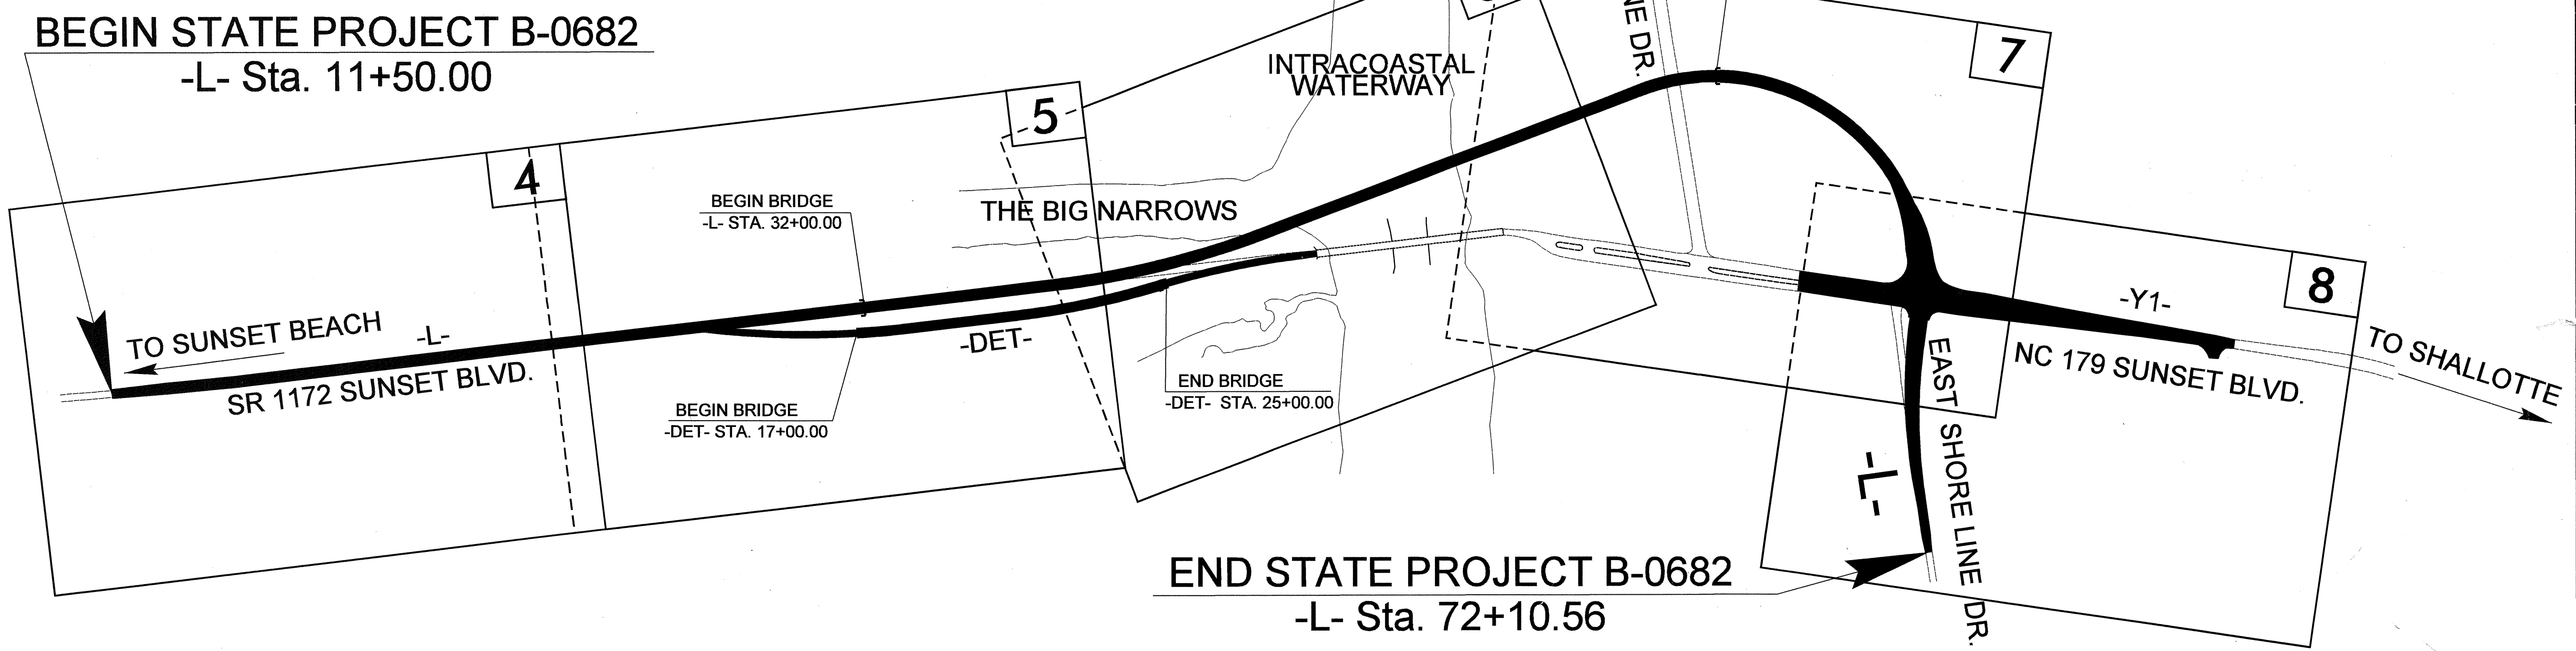 BEGIN STATE PROJECT B-0682
-L- Sta. 11+50.00
4
5
7
8
INTRACOASTAL
WATERWAY
DR.
BEGIN BRIDGE
-L- STA. 32+00.00
THE BIG NARROWS
TO SUNSET BEACH
-L-
SR 1172 SUNSET BLVD.
-DET-
BEGIN BRIDGE
-DET- STA. 17+00.00
END BRIDGE
-DET- STA. 25+00.00
-Y1-
NC 179 SUNSET BLVD.
TO SHALLOTTE
EAST SHORE LINE DR.
-L-
END STATE PROJECT B-0682
-L- Sta. 72+10.56